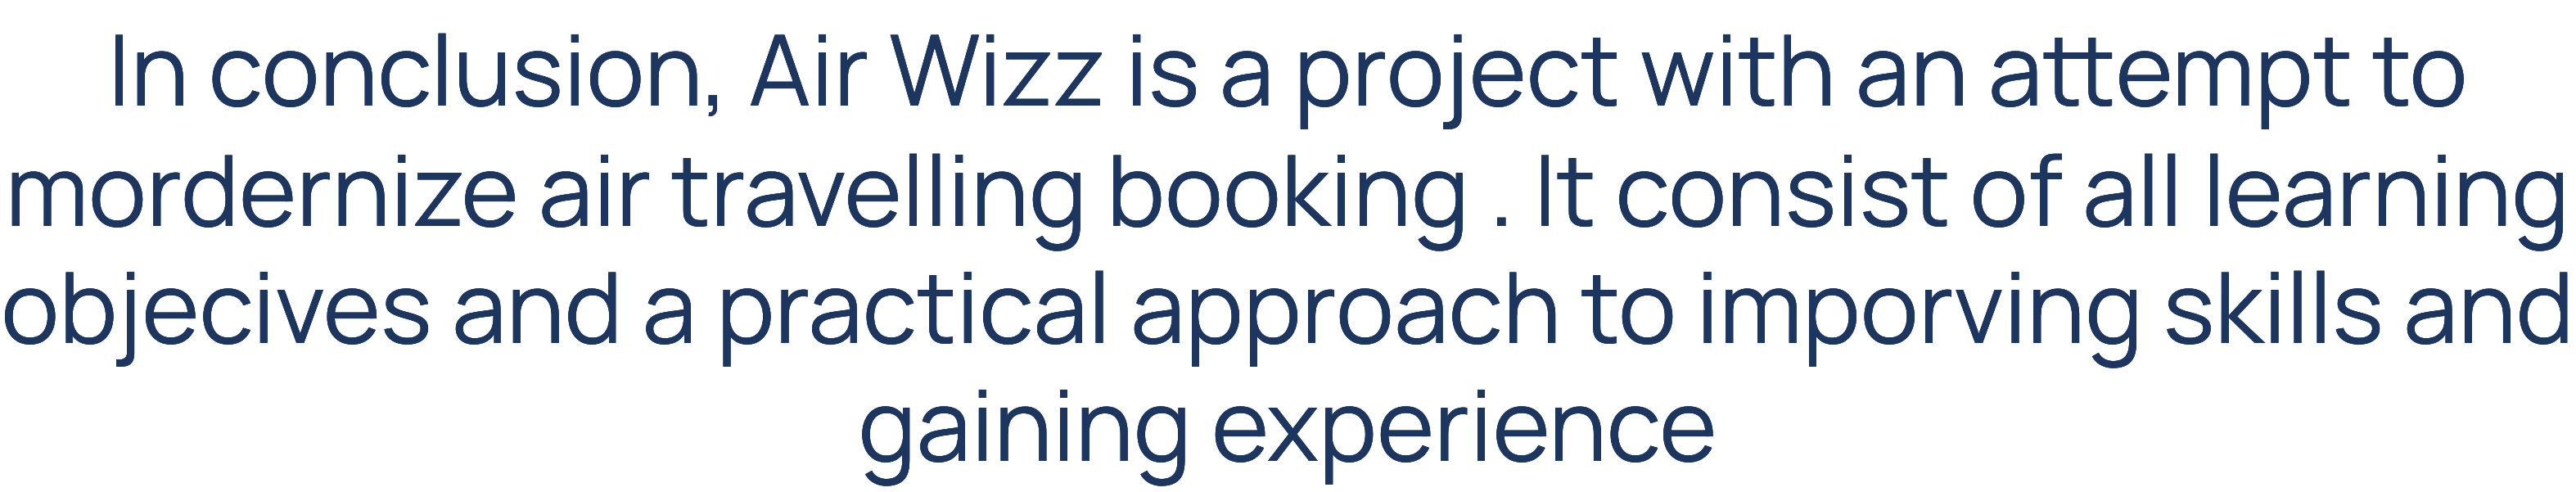 In conclusion, Air Wizz is a project with an attempt to
mordernize air travelling booking . It consist of all learning
objecives and a practical approach to imporving skills and
gaining experience